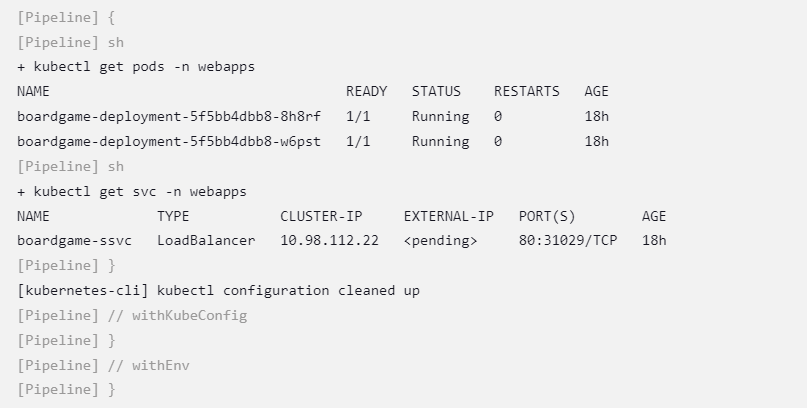 [Pipeline] {
[Pipeline] sh
+ kubectl get pods -n webapps
NAME READY STATUS RESTARTS AGE
boardgame-deployment-5f5bb4dbb8-8h8rf 1/1 Running 0 18h
boardgame-deployment-5f5bb4dbb8-w6pst 1/1 Running 0 18h
[Pipeline] sh
+ kubectl get svc -n webapps
NAME TYPE CLUSTER-IP EXTERNAL-IP PORT(S) AGE
boardgame-ssvc LoadBalancer 10.98.112.22 <pending> 80:31029/TCP 18h
[Pipeline] }
[kubernetes-cli] kubectl configuration cleaned up
[Pipeline] // withKubeConfig
[Pipeline] }
[Pipeline] // withEnv
[Pipeline] }